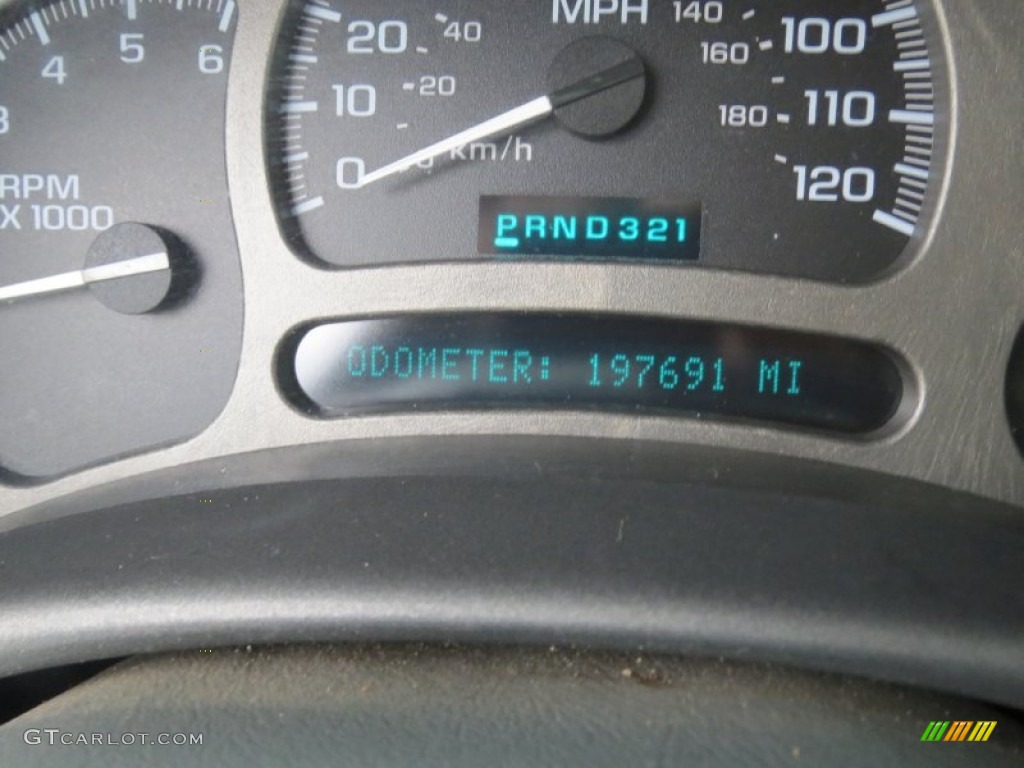 3 4 5 6
RPM
X 1000
0 10 20 100 110 120
MPH
20 40 140 160 180
km/h
PRND321
ODOMETER: 197691 MI
GTCARLOT.COM